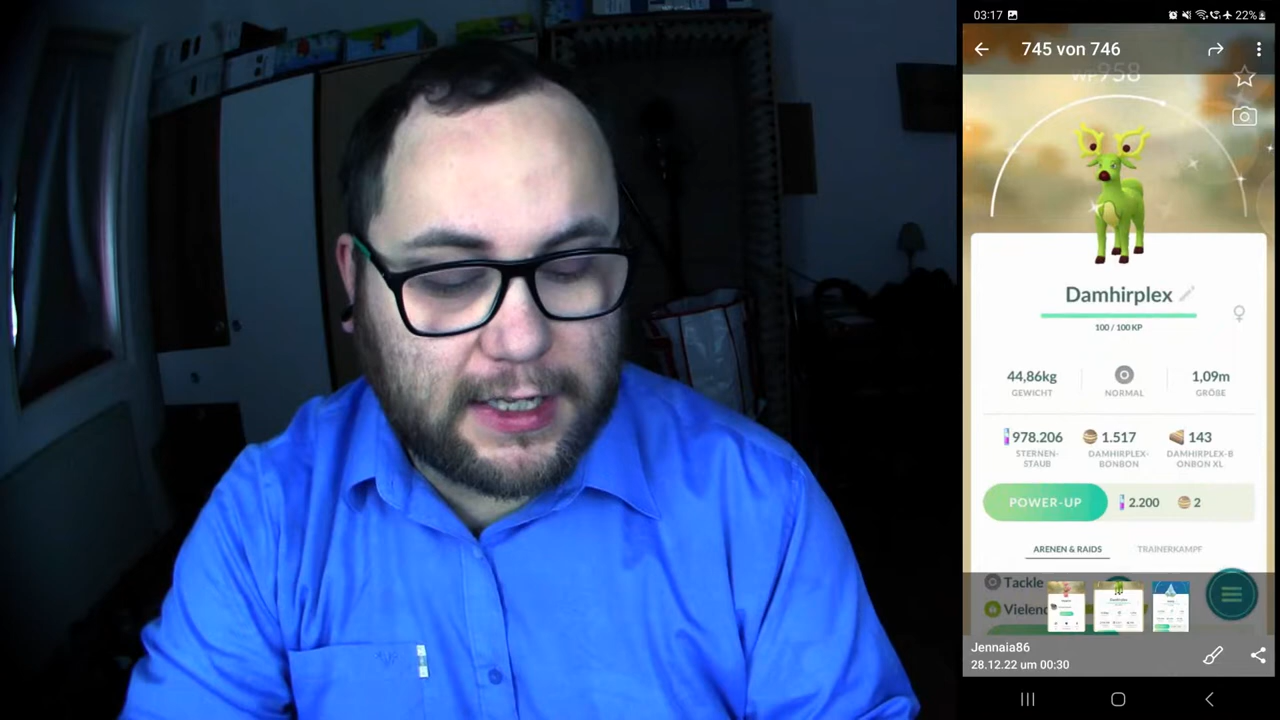 03:17
22%
745 von 746
WP958
Damhirplex
100 / 100 KP
44,86kg
GEWICHT
NORMAL
1,09m
GRÖßE
978.206
STERNEN-
STAUB
1.517
DAMHIRPLEX-
BONBON
143
DAMHIRPLEX-B
ONBON XL
POWER-UP
2.200
2
ARENEN & RAIDS
TRAINERKAMPF
Tackle
Vielen
Jennaia86
28.12.22 um 00:30